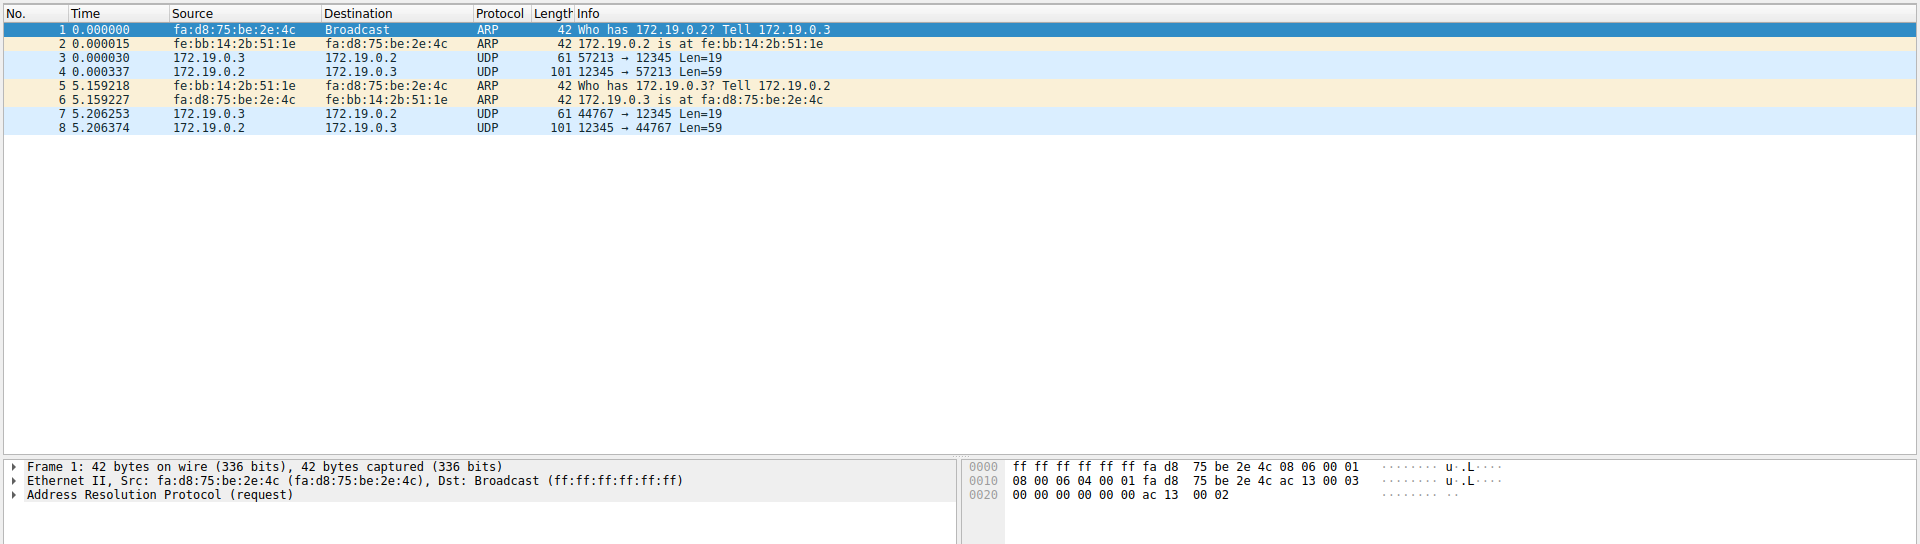 No. Time Source Destination Protocol Length Info
1 0.000000 fa:d8:75:be:2e:4c Broadcast ARP 42 Who has 172.19.0.2? Tell 172.19.0.3
2 0.000015 fe:bb:14:2b:51:1e fa:d8:75:be:2e:4c ARP 42 172.19.0.2 is at fe:bb:14:2b:51:1e
3 0.000030 172.19.0.3 172.19.0.2 UDP 61 57213 → 12345 Len=19
4 0.000337 172.19.0.2 172.19.0.3 UDP 101 12345 → 57213 Len=59
5 5.159218 fe:bb:14:2b:51:1e fa:d8:75:be:2e:4c ARP 42 Who has 172.19.0.3? Tell 172.19.0.2
6 5.159227 fa:d8:75:be:2e:4c fe:bb:14:2b:51:1e ARP 42 172.19.0.3 is at fa:d8:75:be:2e:4c
7 5.206253 172.19.0.3 172.19.0.2 UDP 61 44767 → 12345 Len=19
8 5.206374 172.19.0.2 172.19.0.3 UDP 101 12345 → 44767 Len=59
Frame 1: 42 bytes on wire (336 bits), 42 bytes captured (336 bits)
Ethernet II, Src: fa:d8:75:be:2e:4c (fa:d8:75:be:2e:4c), Dst: Broadcast (ff:ff:ff:ff:ff:ff)
Address Resolution Protocol (request)
0000 ff ff ff ff ff ff fa d8 75 be 2e 4c 08 06 00 01 ········ u·.L····
0010 08 00 06 04 00 01 fa d8 75 be 2e 4c ac 13 00 03 ········ u·.L····
0020 00 00 00 00 00 00 ac 13 00 02 ········ ··